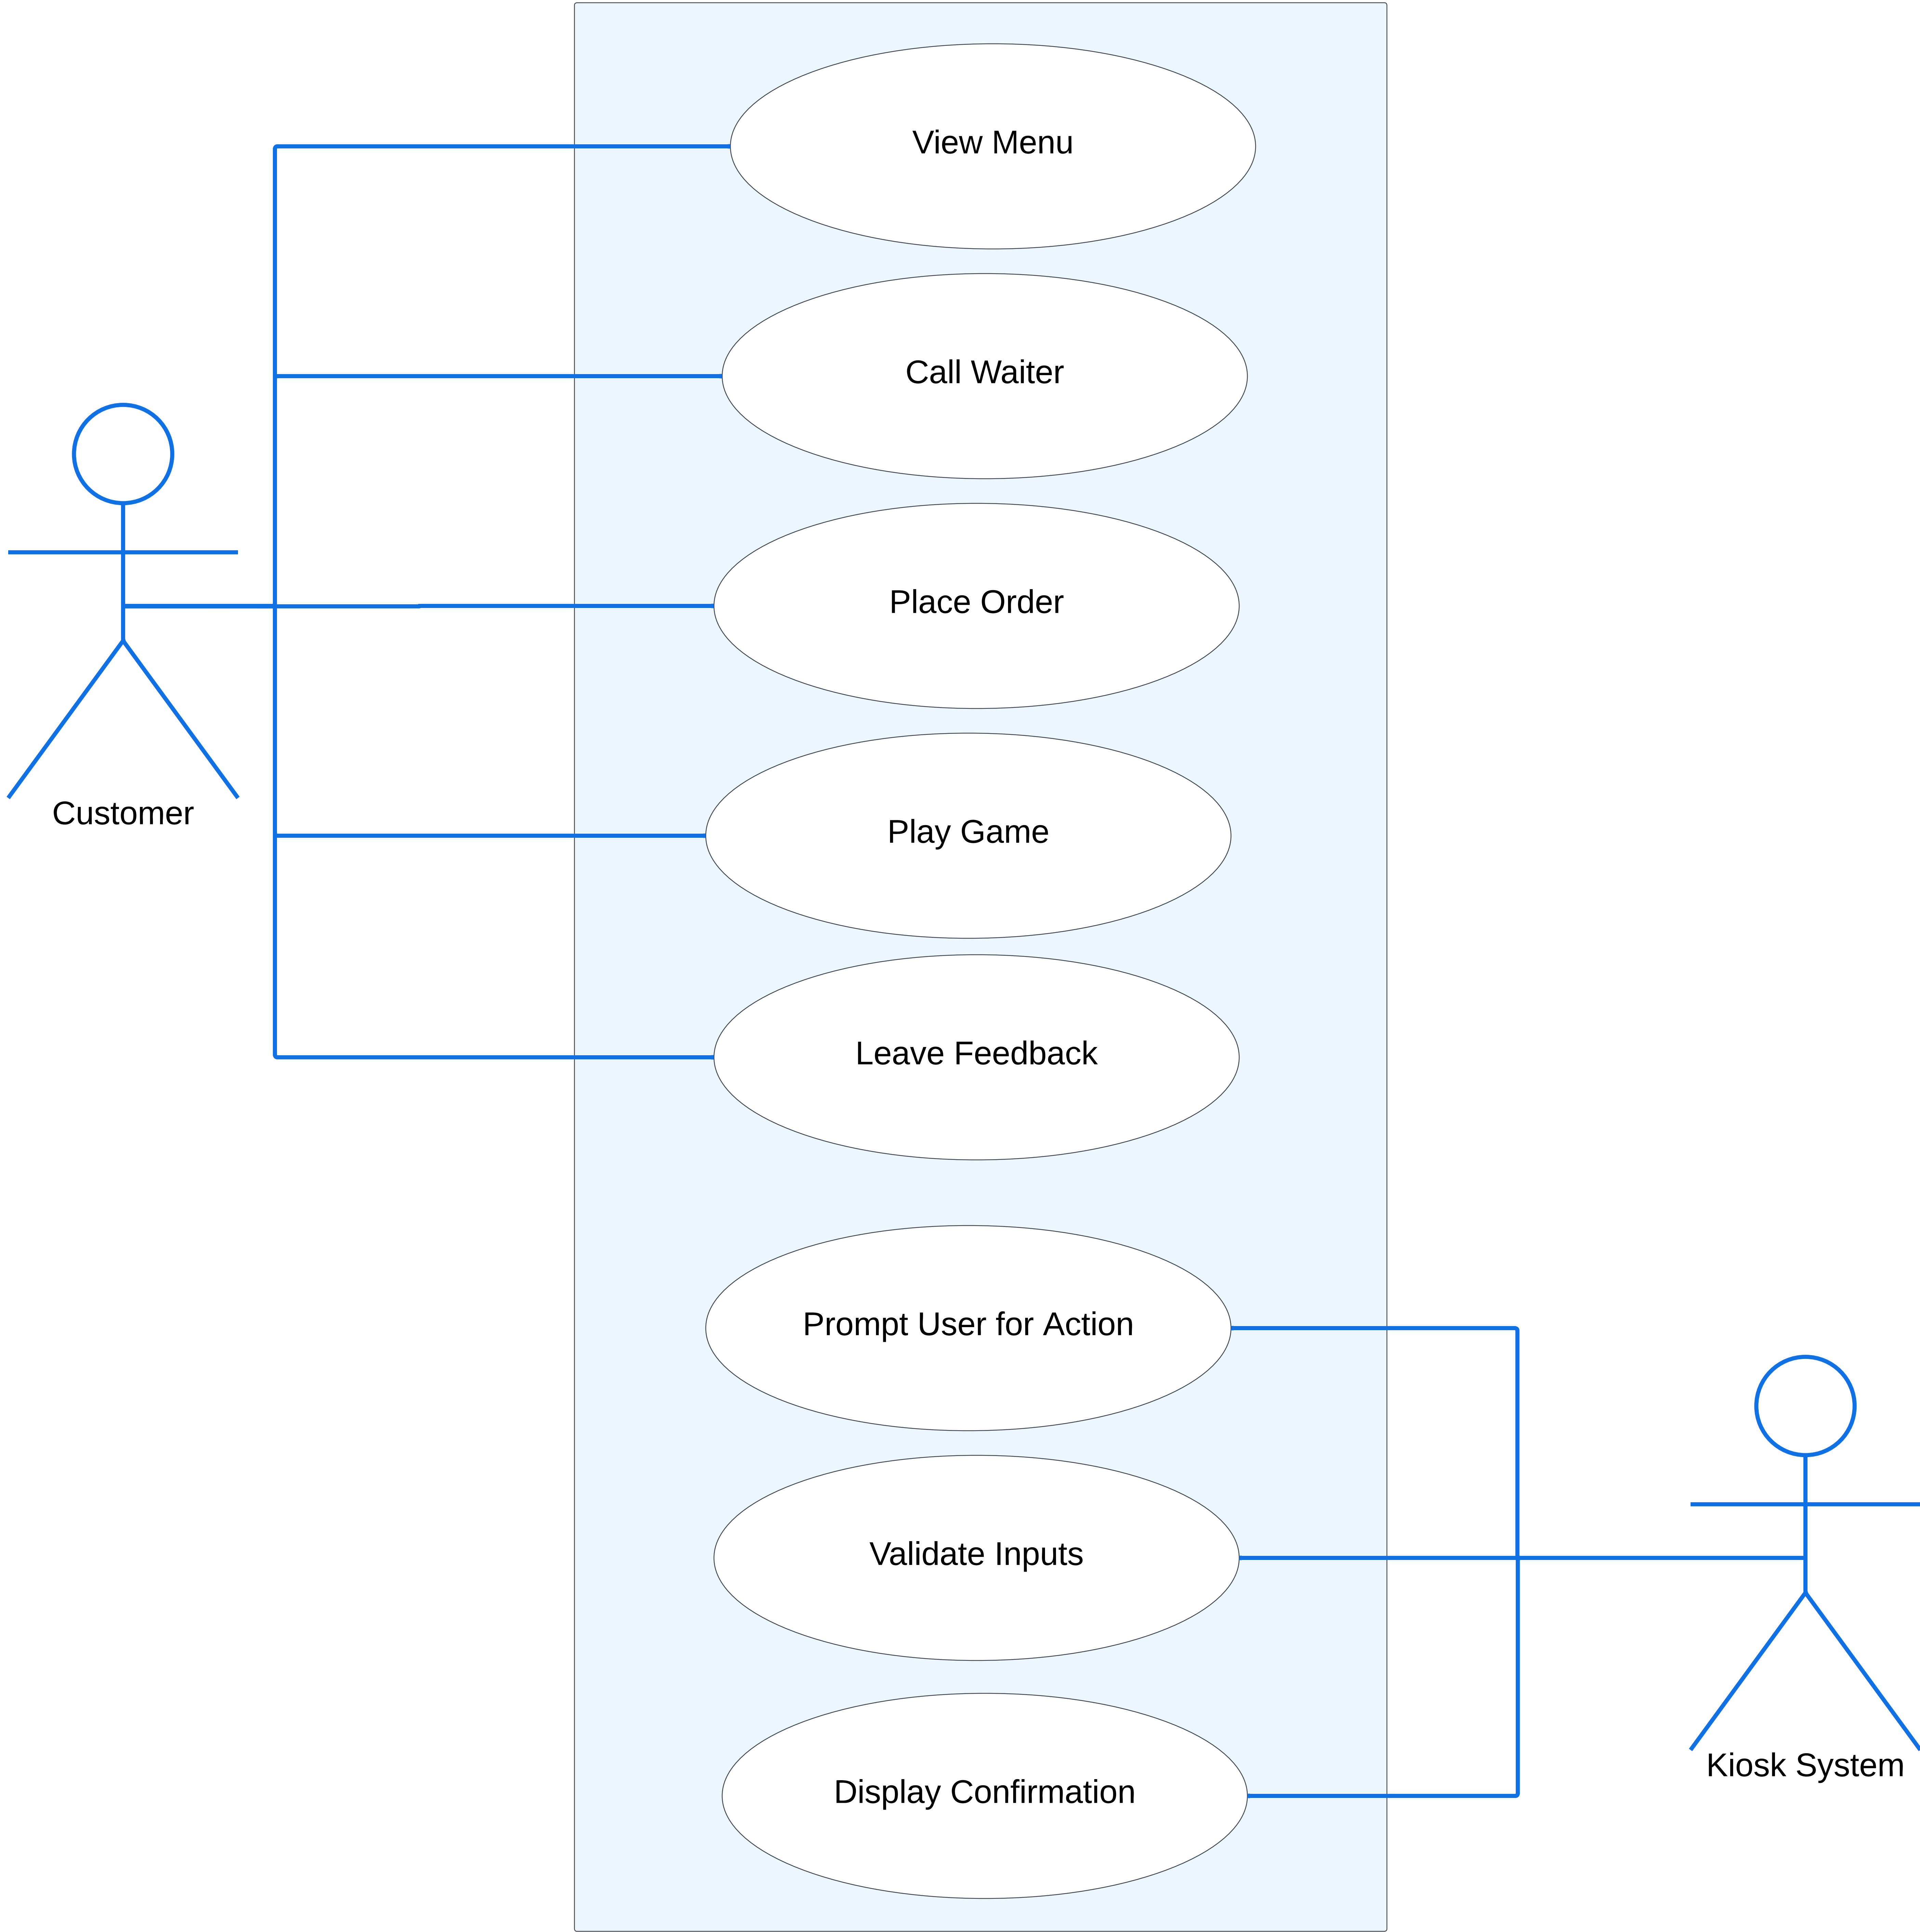 View Menu
Call Waiter
Place Order
Play Game
Customer
Leave Feedback
Prompt User for Action
Validate Inputs
Kiosk System
Display Confirmation